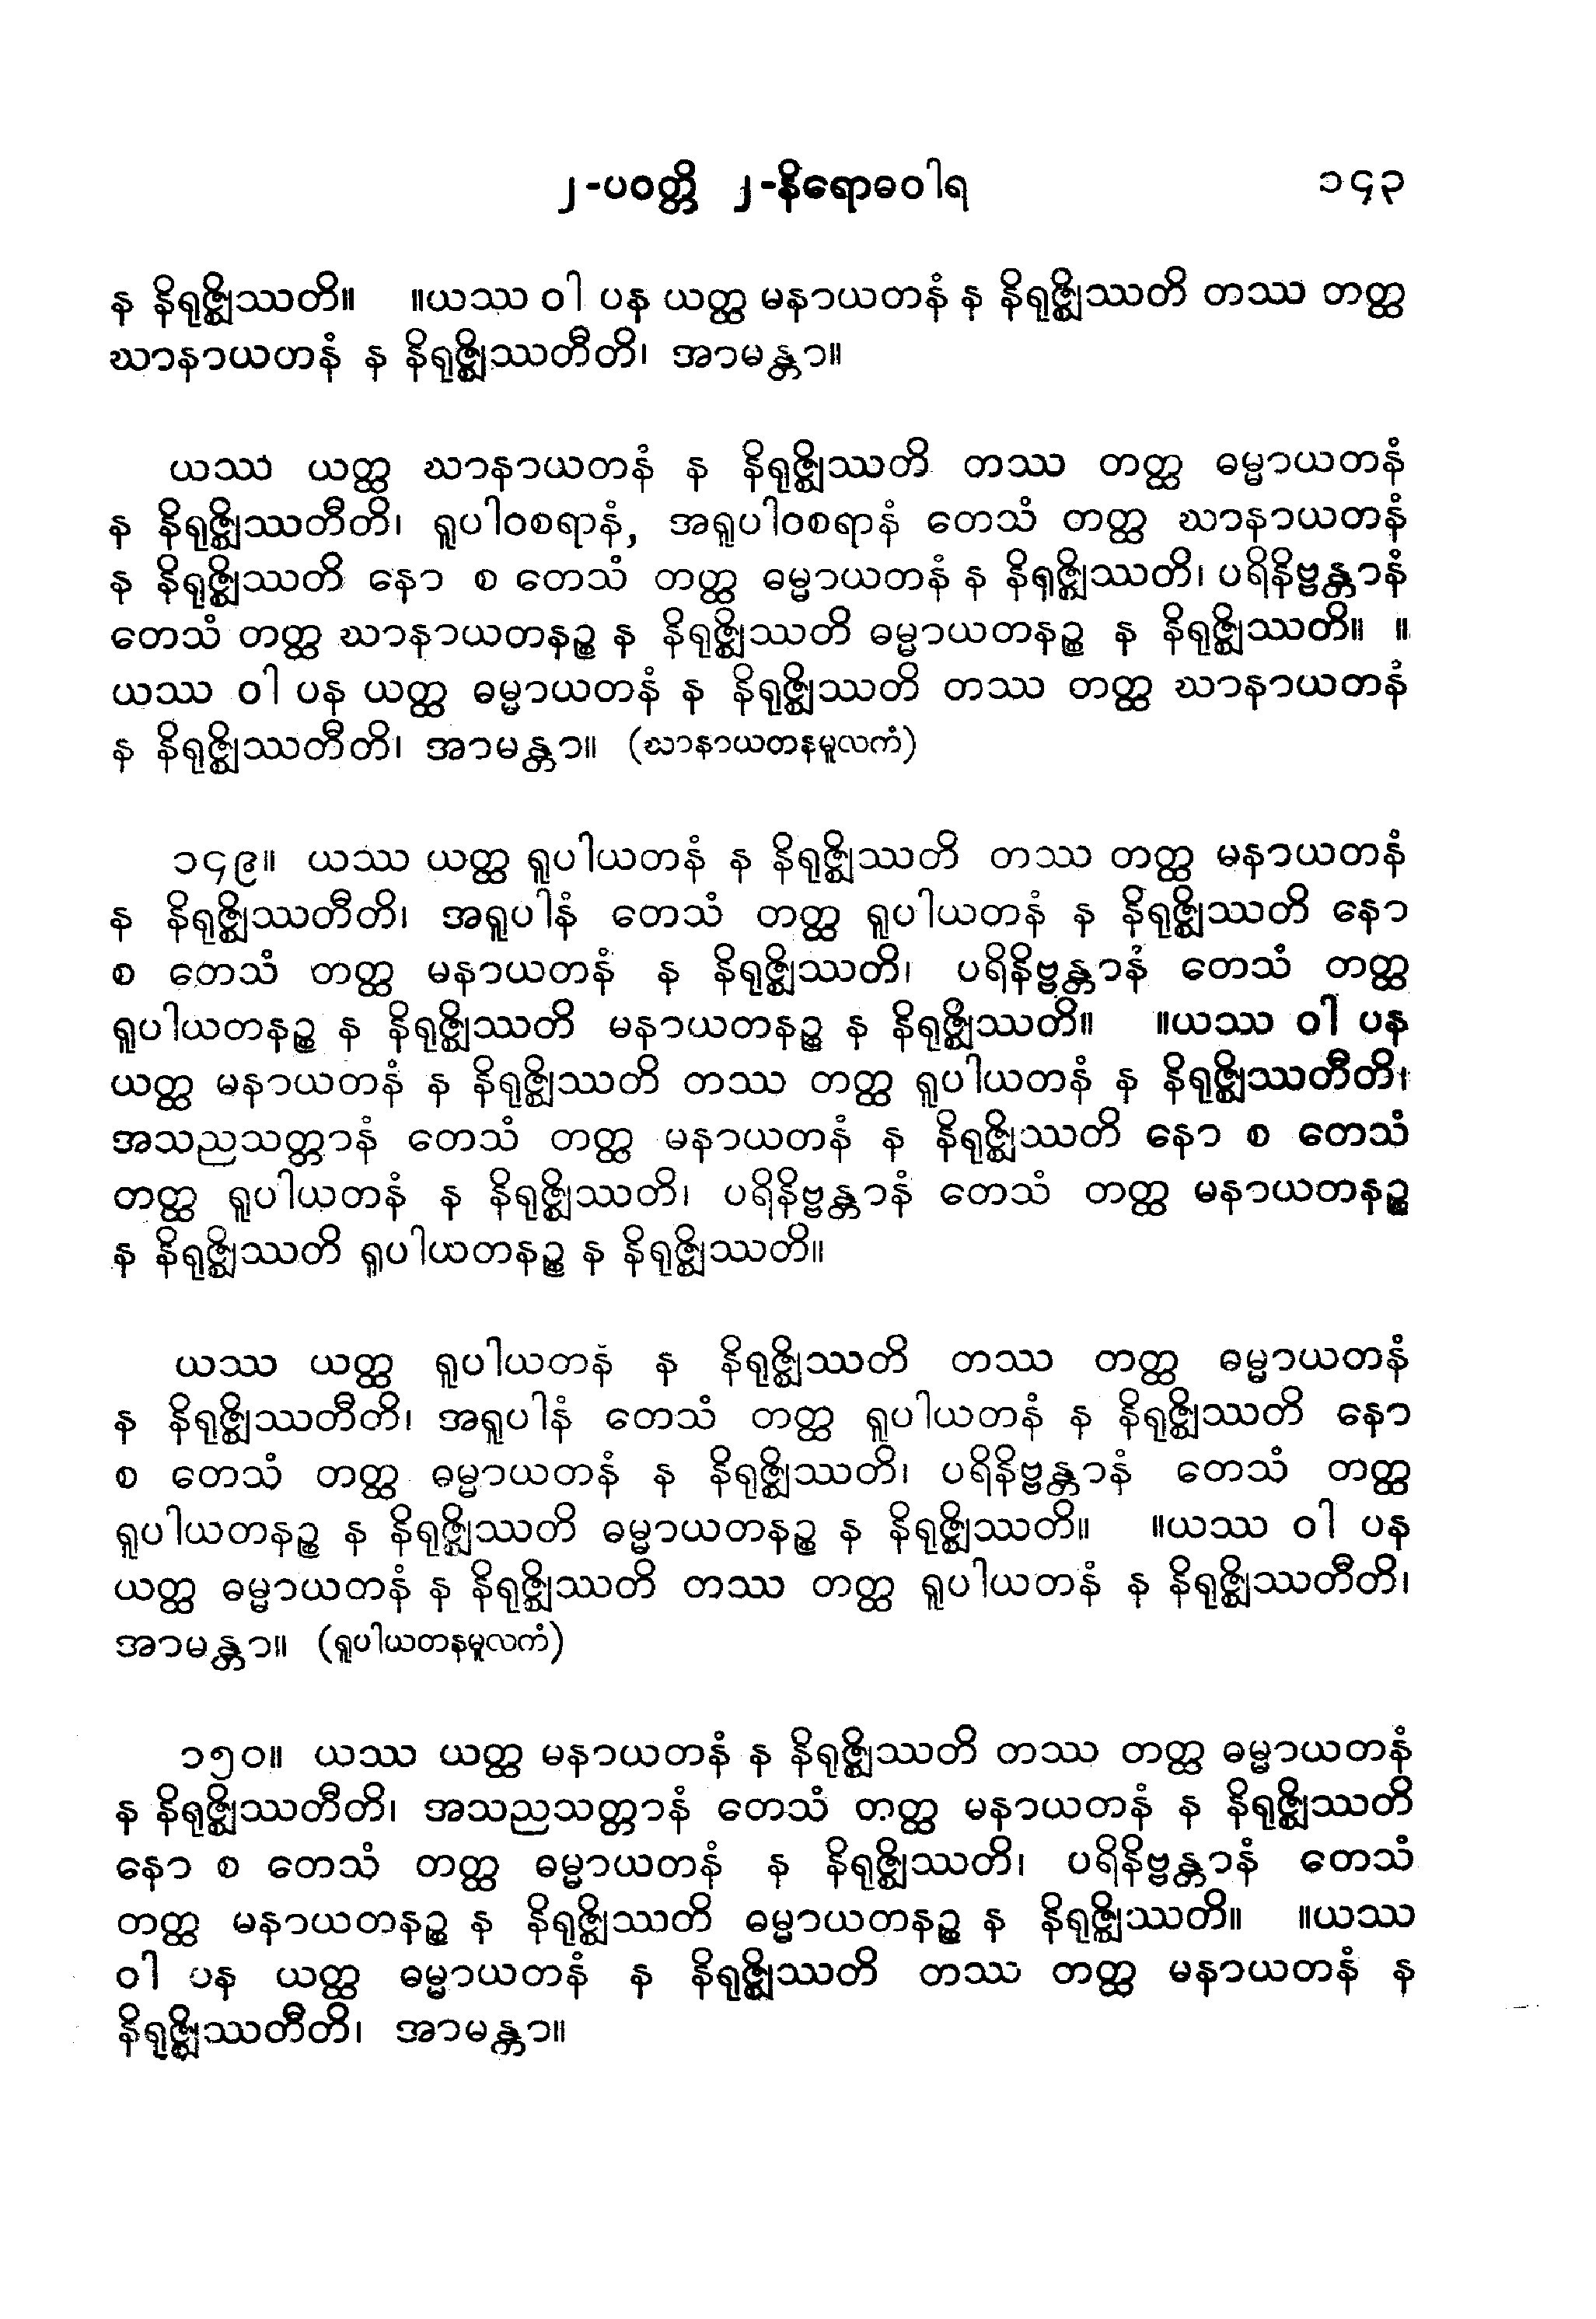 ၂-ပဝတ္တိ ၂-နိရောဓဝါရ ၁၄၃
န နိရုဇ္ဈိဿတိ။ ။ယဿ ဝါ ပန ယတ္ထ မနာယတနံ န နိရုဇ္ဈိဿတိ တဿ တတ္ထ
ဃာနာယတနံ န နိရုဇ္ဈိဿတီတိ၊ အာမန္တာ။
ယဿ ယတ္ထ ဃာနာယတနံ န နိရုဇ္ဈိဿတိ တဿ တတ္ထ ဓမ္မာယတနံ
န နိရုဇ္ဈိဿတီတိ၊ ရူပါဝစရာနံ, အရူပါဝစရာနံ တေသံ တတ္ထ ဃာနာယတနံ
န နိရုဇ္ဈိဿတိ နော စ တေသံ တတ္ထ ဓမ္မာယတနံ န နိရုဇ္ဈိဿတိ၊ ပရိနိဗ္ဗန္တာနံ
တေသံ တတ္ထ ဃာနာယတနဉ္စ န နိရုဇ္ဈိဿတိ ဓမ္မာယတနဉ္စ န နိရုဇ္ဈိဿတိ။ ။
ယဿ ဝါ ပန ယတ္ထ ဓမ္မာယတနံ န နိရုဇ္ဈိဿတိ တဿ တတ္ထ ဃာနာယတနံ
န နိရုဇ္ဈိဿတီတိ၊ အာမန္တာ။ (ဃာနာယတနမူလကံ)
၁၄၉။ ယဿ ယတ္ထ ရူပါယတနံ န နိရုဇ္ဈိဿတိ တဿ တတ္ထ မနာယတနံ
န နိရုဇ္ဈိဿတီတိ၊ အရူပါနံ တေသံ တတ္ထ ရူပါယတနံ န နိရုဇ္ဈိဿတိ နော
စ တေသံ တတ္ထ မနာယတနံ န နိရုဇ္ဈိဿတိ၊ ပရိနိဗ္ဗန္တာနံ တေသံ တတ္ထ
ရူပါယတနဉ္စ န နိရုဇ္ဈိဿတိ မနာယတနဉ္စ န နိရုဇ္ဈိဿတိ။ ။ယဿ ဝါ ပန
ယတ္ထ မနာယတနံ န နိရုဇ္ဈိဿတိ တဿ တတ္ထ ရူပါယတနံ န နိရုဇ္ဈိဿတီတိ၊
အသညသတ္တာနံ တေသံ တတ္ထ မနာယတနံ န နိရုဇ္ဈိဿတိ နော စ တေသံ
တတ္ထ ရူပါယတနံ န နိရုဇ္ဈိဿတိ၊ ပရိနိဗ္ဗန္တာနံ တေသံ တတ္ထ မနာယတနဉ္စ
န နိရုဇ္ဈိဿတိ ရူပါယတနဉ္စ န နိရုဇ္ဈိဿတိ။
ယဿ ယတ္ထ ရူပါယတနံ န နိရုဇ္ဈိဿတိ တဿ တတ္ထ ဓမ္မာယတနံ
န နိရုဇ္ဈိဿတီတိ၊ အရူပါနံ တေသံ တတ္ထ ရူပါယတနံ န နိရုဇ္ဈိဿတိ နော
စ တေသံ တတ္ထ ဓမ္မာယတနံ န နိရုဇ္ဈိဿတိ၊ ပရိနိဗ္ဗန္တာနံ တေသံ တတ္ထ
ရူပါယတနဉ္စ န နိရုဇ္ဈိဿတိ ဓမ္မာယတနဉ္စ န နိရုဇ္ဈိဿတိ။ ။ယဿ ဝါ ပန
ယတ္ထ ဓမ္မာယတနံ န နိရုဇ္ဈိဿတိ တဿ တတ္ထ ရူပါယတနံ န နိရုဇ္ဈိဿတီတိ၊
အာမန္တာ။ (ရူပါယတနမူလကံ)
၁၅၀။ ယဿ ယတ္ထ မနာယတနံ န နိရုဇ္ဈိဿတိ တဿ တတ္ထ ဓမ္မာယတနံ
န နိရုဇ္ဈိဿတီတိ၊ အသညသတ္တာနံ တေသံ တတ္ထ မနာယတနံ န နိရုဇ္ဈိဿတိ
နော စ တေသံ တတ္ထ ဓမ္မာယတနံ န နိရုဇ္ဈိဿတိ၊ ပရိနိဗ္ဗန္တာနံ တေသံ
တတ္ထ မနာယတနဉ္စ န နိရုဇ္ဈိဿတိ ဓမ္မာယတနဉ္စ န နိရုဇ္ဈိဿတိ။ ။ယဿ
ဝါ ပန ယတ္ထ ဓမ္မာယတနံ န နိရုဇ္ဈိဿတိ တဿ တတ္ထ မနာယတနံ န
နိရုဇ္ဈိဿတီတိ၊ အာမန္တာ။